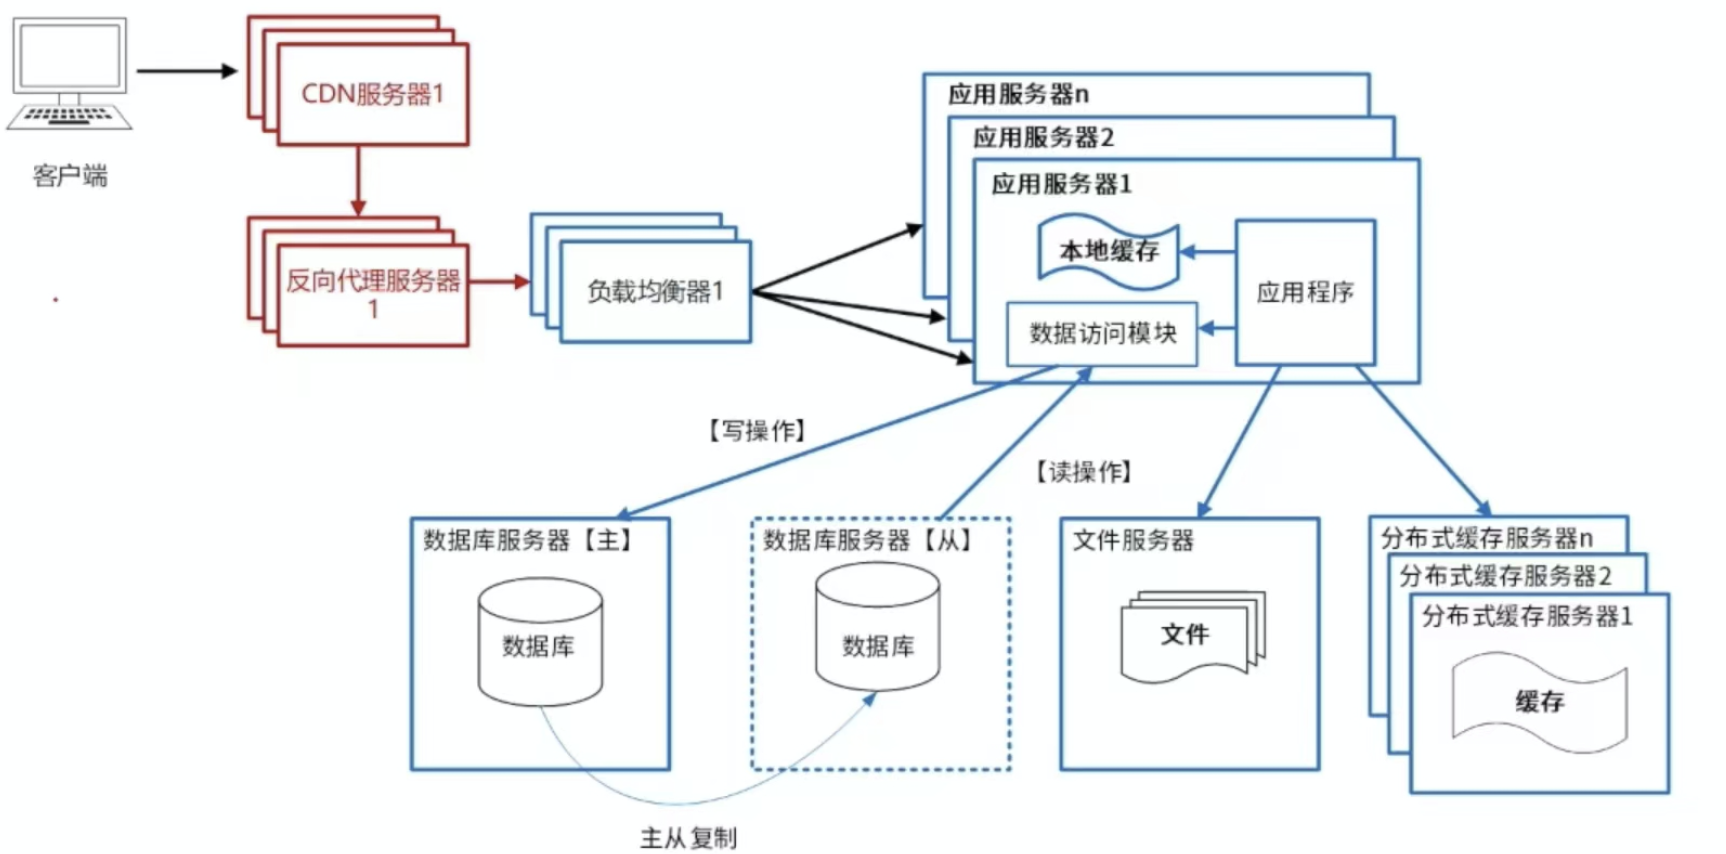 CDN服务器1
客户端
反向代理服务器
1
负载均衡器1
应用服务器n
应用服务器2
应用服务器1
本地缓存
应用程序
数据访问模块
【写操作】
【读操作】
数据库服务器【主】
数据库
数据库服务器【从】
数据库
文件服务器
文件
分布式缓存服务器n
分布式缓存服务器2
分布式缓存服务器1
缓存
主从复制